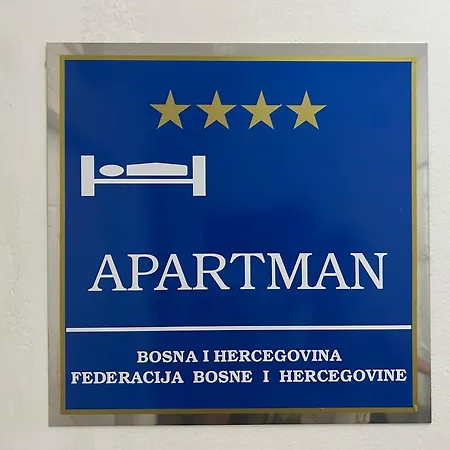 APARTMAN
BOSNA I HERCEGOVINA
FEDERACIJA BOSNE I HERCEGOVINE